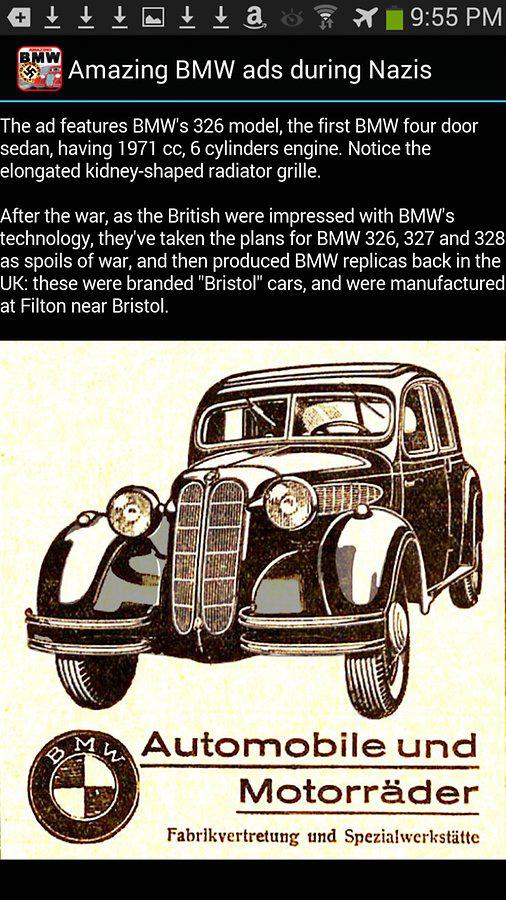 9:55 PM
Amazing BMW ads during Nazis
The ad features BMW's 326 model, the first BMW four door
sedan, having 1971 cc, 6 cylinders engine. Notice the
elongated kidney-shaped radiator grille.
After the war, as the British were impressed with BMW's
technology, they've taken the plans for BMW 326, 327 and 328
as spoils of war, and then produced BMW replicas back in the
UK: these were branded "Bristol" cars, and were manufactured
at Filton near Bristol.
BMW
Automobile und
Motorräder
Fabrikvertretung und Spezialwerkstätte